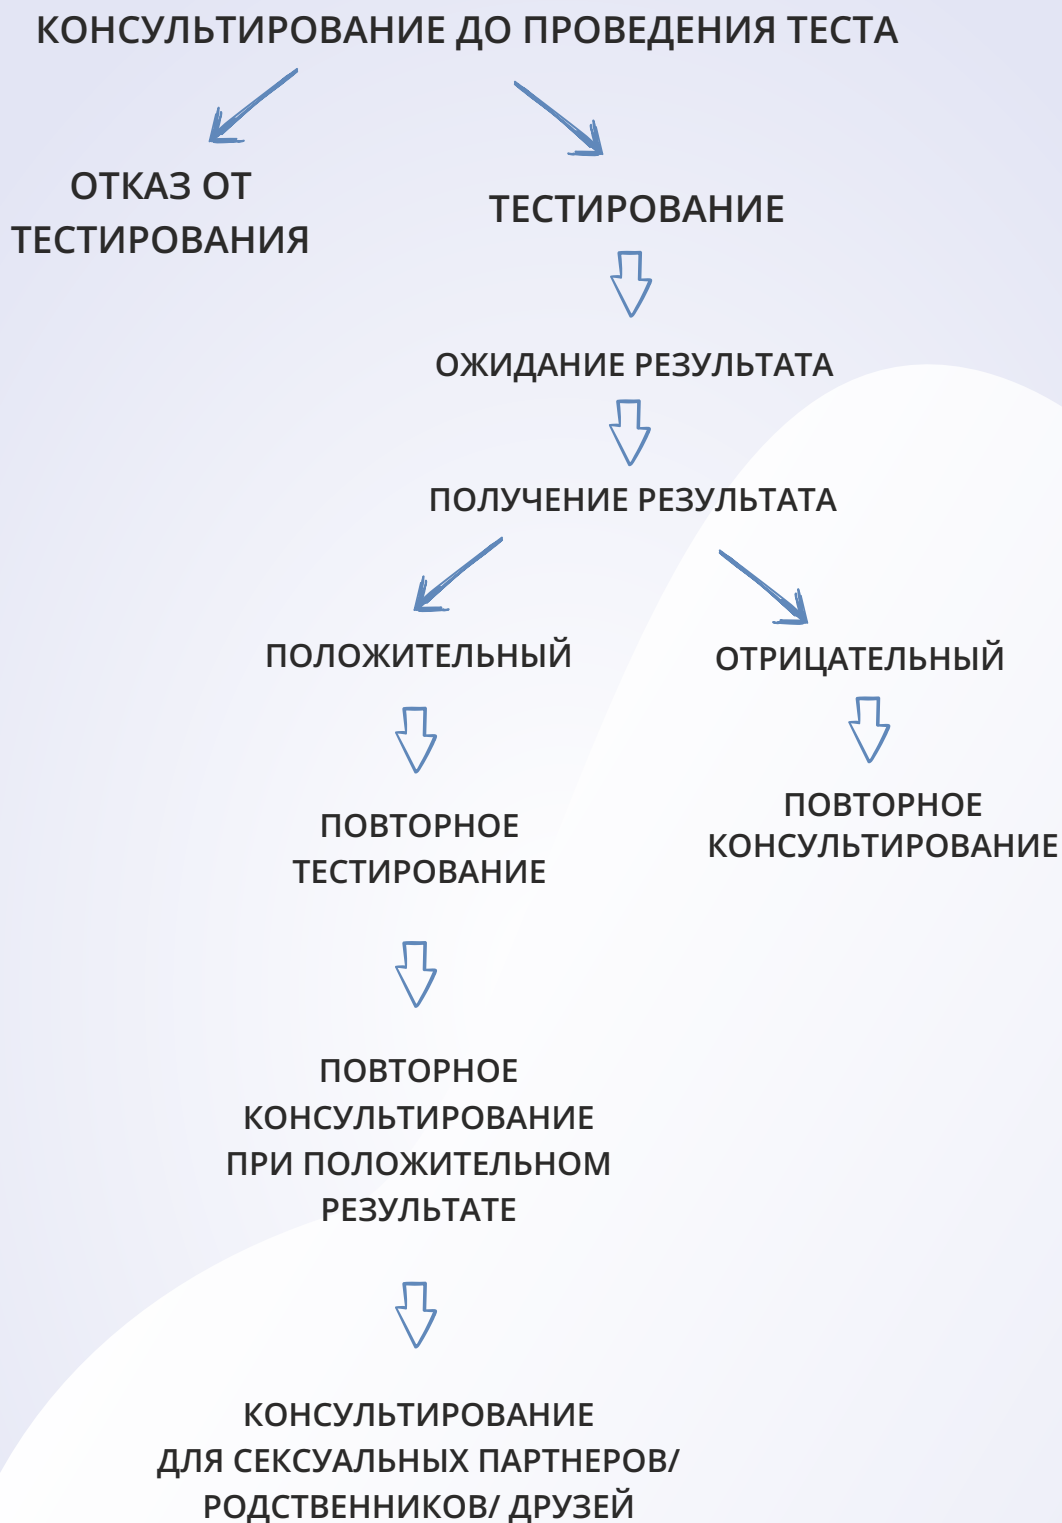 КОНСУЛЬТИРОВАНИЕ ДО ПРОВЕДЕНИЯ ТЕСТА
ОТКАЗ ОТ
ТЕСТИРОВАНИЯ
ТЕСТИРОВАНИЕ
ОЖИДАНИЕ РЕЗУЛЬТАТА
ПОЛУЧЕНИЕ РЕЗУЛЬТАТА
ПОЛОЖИТЕЛЬНЫЙ
ОТРИЦАТЕЛЬНЫЙ
ПОВТОРНОЕ
ТЕСТИРОВАНИЕ
ПОВТОРНОЕ
КОНСУЛЬТИРОВАНИЕ
ПОВТОРНОЕ
КОНСУЛЬТИРОВАНИЕ
ПРИ ПОЛОЖИТЕЛЬНОМ
РЕЗУЛЬТАТЕ
КОНСУЛЬТИРОВАНИЕ
ДЛЯ СЕКСУАЛЬНЫХ ПАРТНЕРОВ/
РОДСТВЕННИКОВ/ ДРУЗЕЙ